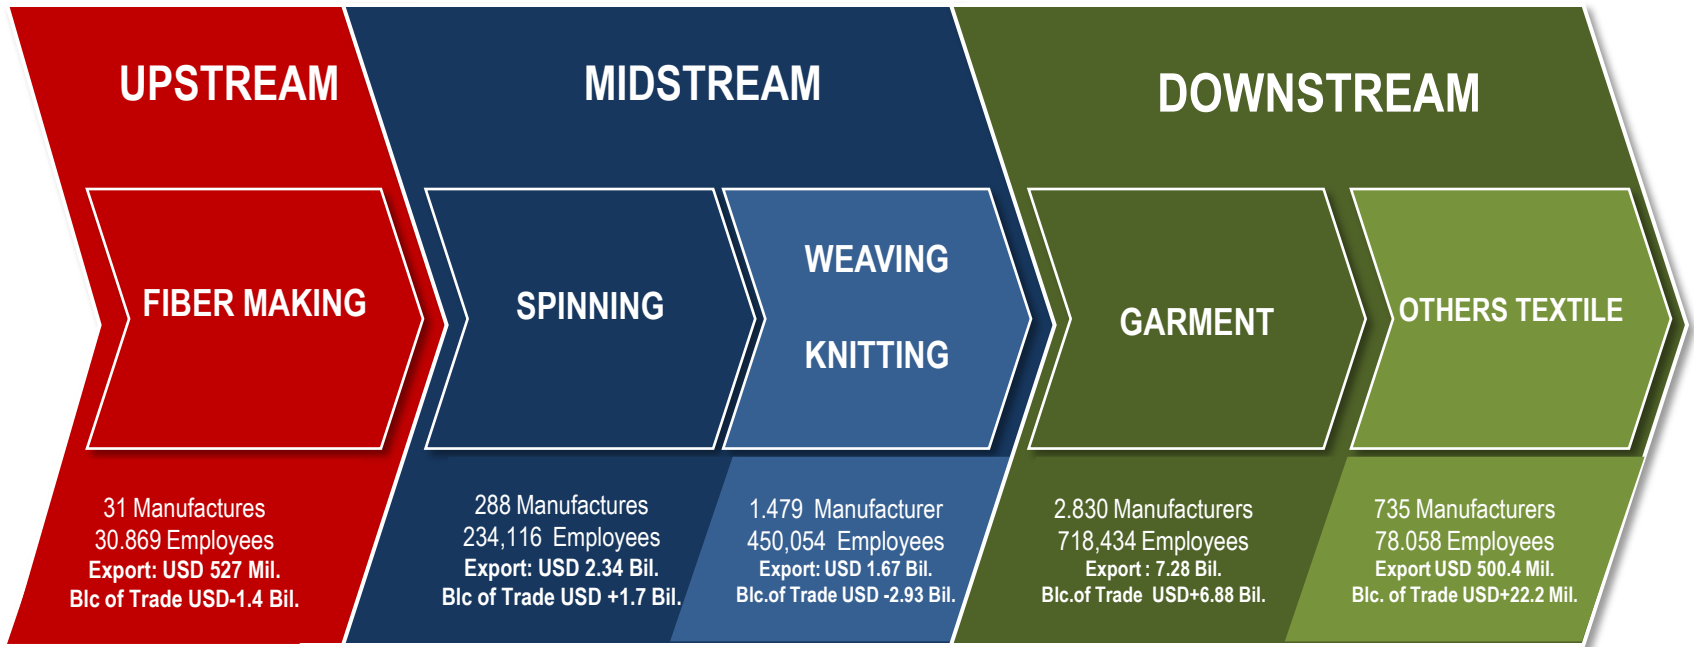 UPSTREAM
MIDSTREAM
DOWNSTREAM
FIBER MAKING
SPINNING
WEAVING
KNITTING
GARMENT
OTHERS TEXTILE
31 Manufactures
30.869 Employees
Export: USD 527 Mil.
Blc of Trade USD-1.4 Bil.
288 Manufactures
234,116 Employees
Export: USD 2.34 Bil.
Blc of Trade USD +1.7 Bil.
1.479 Manufacturer
450,054 Employees
Export: USD 1.67 Bil.
Blc.of Trade USD -2.93 Bil.
2.830 Manufacturers
718,434 Employees
Export : 7.28 Bil.
Blc.of Trade USD+6.88 Bil.
735 Manufacturers
78.058 Employees
Export USD 500.4 Mil.
Blc. of Trade USD+22.2 Mil.